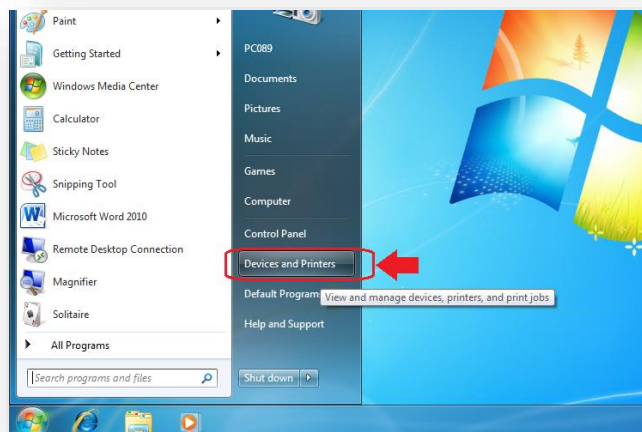 Paint
Getting Started
Windows Media Center
Calculator
Sticky Notes
Snipping Tool
Microsoft Word 2010
Remote Desktop Connection
Magnifier
Solitaire
All Programs
Search programs and files
PC089
Documents
Pictures
Music
Games
Computer
Control Panel
Devices and Printers
Default Programs
View and manage devices, printers, and print jobs
Help and Support
Shut down